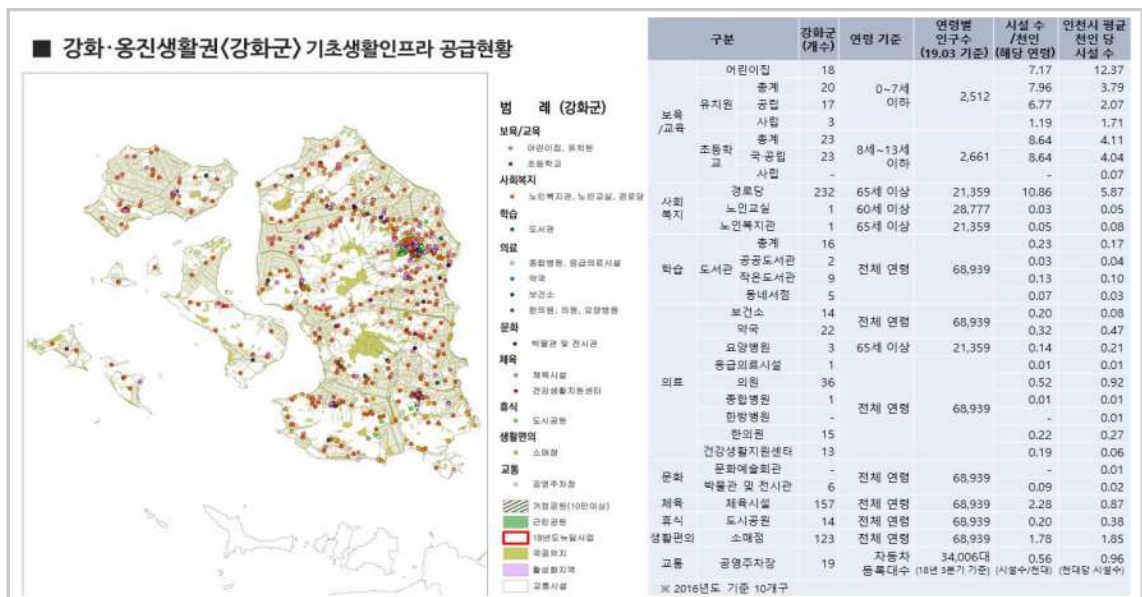 ■ 강화·옹진생활권<강화군> 기초생활인프라 공급현황
범 례 (강화군)
보육/교육
어린이집, 유치원
초등학교
사회복지
노인복지관, 노인교실, 경로당
학습
도서관
의료
종합병원, 응급의료시설
약국
보건소
한의원, 의원, 요양병원
문화
박물관 및 전시관
체육
체육시설
건강생활지원센터
휴식
도시공원
생활편의
소매점
교통
공영주차장
거점공원(10만이상)
근린공원
18년도뉴딜사업
국공유지
활성화지역
교통시설
구분 강화군 (개수) 연령 기준 연령별 인구수 (19.03 기준) 시설 수 /천인 (해당 연령) 인천시 평균 천인 당 시설 수
보육 /교육 어린이집 18 0~7세 이하 2,512 7.17 12.37
유치원 총계 20 7.96 3.79
공립 17 6.77 2.07
사립 3 1.19 1.71
초등학교 총계 23 8세~13세 이하 2,661 8.64 4.11
국·공립 23 8.64 4.04
사립 - - 0.07
사회 복지 경로당 232 65세 이상 21,359 10.86 5.87
노인교실 1 60세 이상 28,777 0.03 0.05
노인복지관 1 65세 이상 21,359 0.05 0.08
학습 도서관 총계 16 전체 연령 68,939 0.23 0.17
공공도서관 2 0.03 0.04
작은도서관 9 0.13 0.10
동네서점 5 0.07 0.03
의료 보건소 14 전체 연령 68,939 0.20 0.08
약국 22 0.32 0.47
요양병원 3 65세 이상 21,359 0.14 0.21
응급의료시설 1 전체 연령 68,939 0.01 0.01
의원 36 0.52 0.92
종합병원 1 0.01 0.01
한방병원 - - 0.01
한의원 15 0.22 0.27
건강생활지원센터 13 0.19 0.06
문화 문화예술회관 - 전체 연령 68,939 - 0.01
박물관 및 전시관 6 0.09 0.02
체육 체육시설 157 전체 연령 68,939 2.28 0.87
휴식 도시공원 14 전체 연령 68,939 0.20 0.38
생활편의 소매점 123 전체 연령 68,939 1.78 1.85
교통 공영주차장 19 자동차 등록대수 34,006대 (18년 3분기 기준) 0.56 (시설수/천대) 0.96 (천대당 시설수)
※ 2016년도 기준 10개구